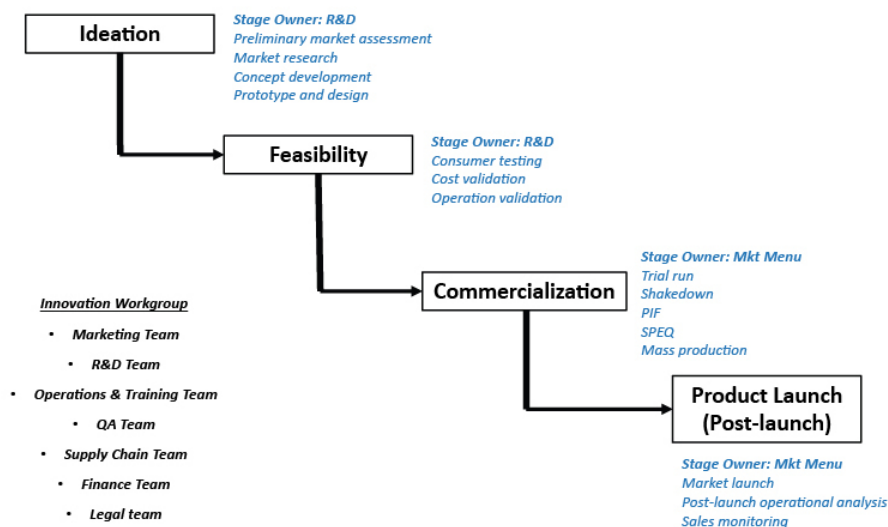 Ideation
Stage Owner: R&D
Preliminary market assessment
Market research
Concept development
Prototype and design
Feasibility
Stage Owner: R&D
Consumer testing
Cost validation
Operation validation
Commercialization
Stage Owner: Mkt Menu
Trial run
Shakedown
PIF
SPEQ
Mass production
Product Launch
(Post-launch)
Stage Owner: Mkt Menu
Market launch
Post-launch operational analysis
Sales monitoring
Innovation Workgroup
• Marketing Team
• R&D Team
• Operations & Training Team
• QA Team
• Supply Chain Team
• Finance Team
• Legal team